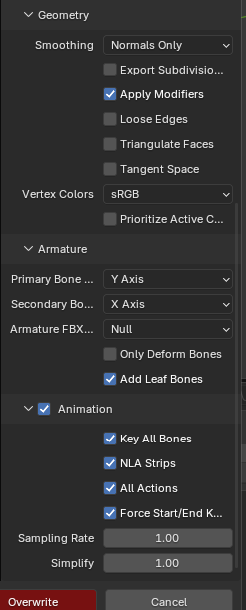 Geometry
Smoothing Normals Only
Export Subdivisio...
Apply Modifiers
Loose Edges
Triangulate Faces
Tangent Space
Vertex Colors sRGB
Prioritize Active C...
Armature
Primary Bone ... Y Axis
Secondary Bo... X Axis
Armature FBX... Null
Only Deform Bones
Add Leaf Bones
Animation
Key All Bones
NLA Strips
All Actions
Force Start/End K...
Sampling Rate 1.00
Simplify 1.00
Overwrite Cancel